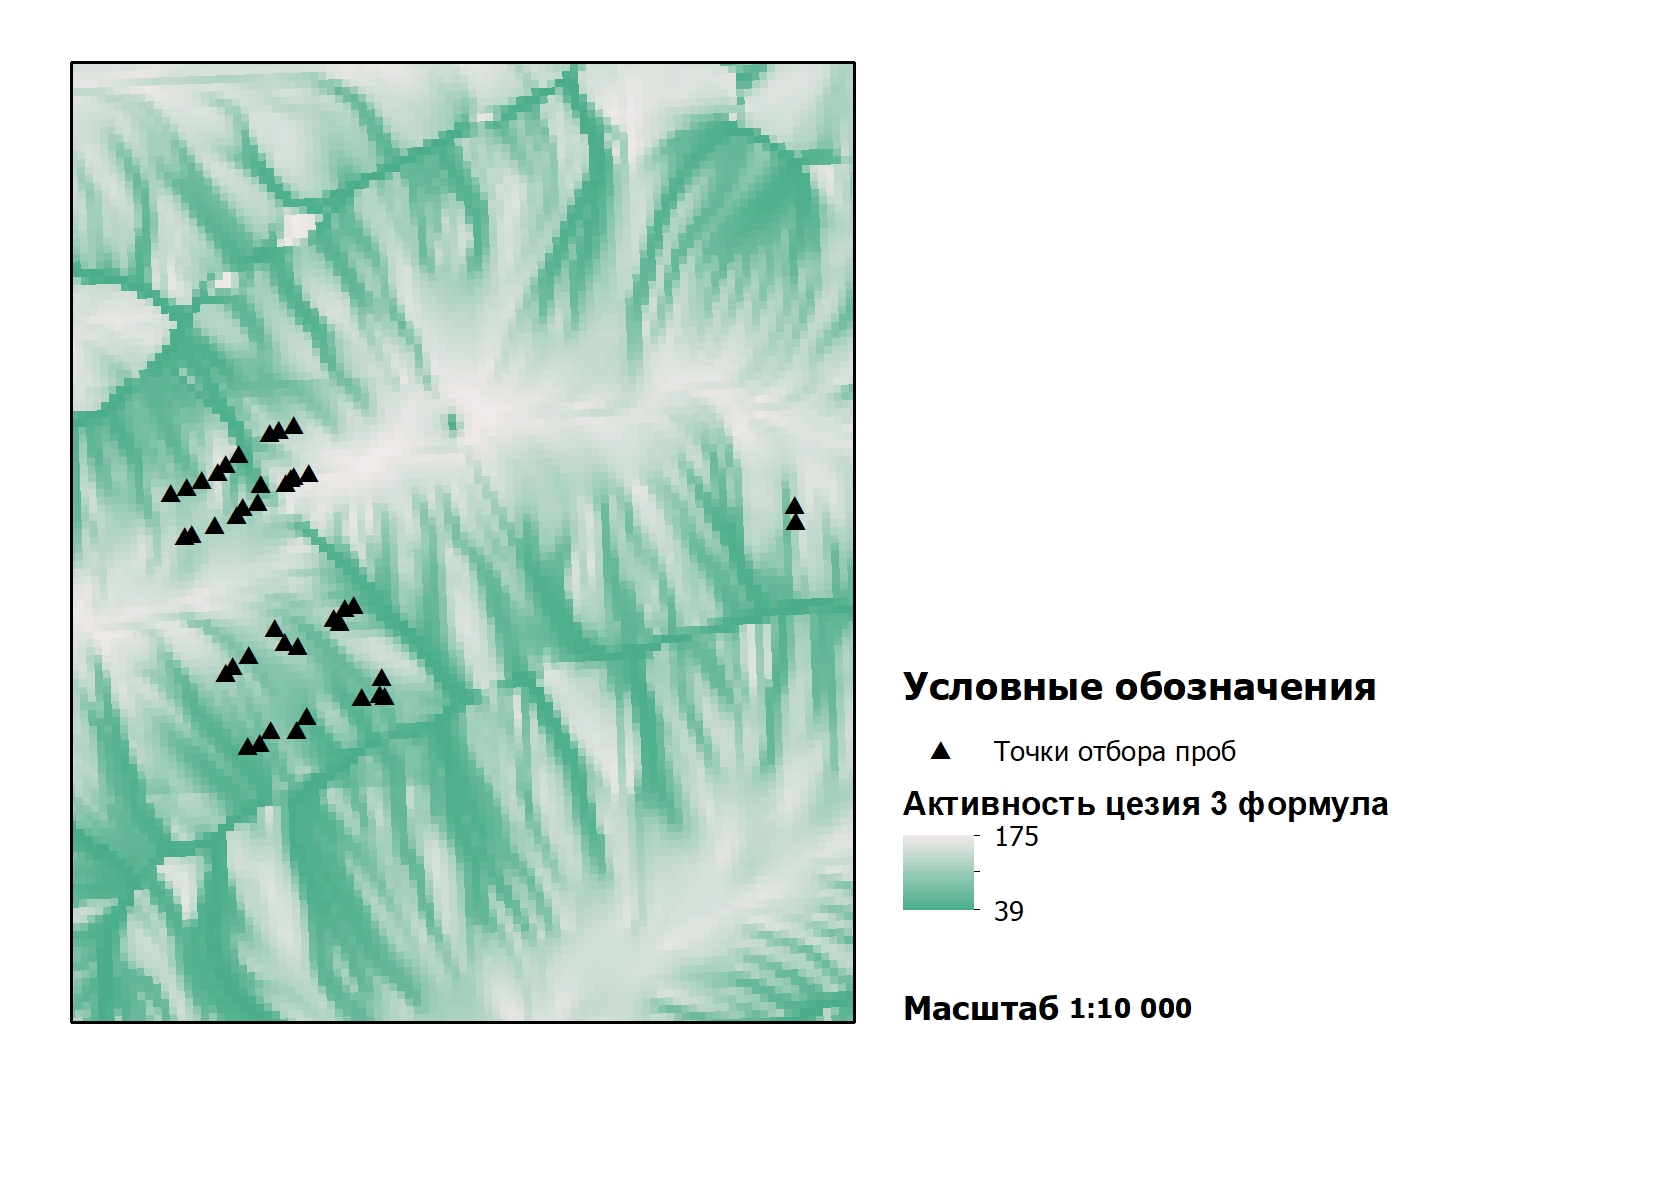 Условные обозначения
Точки отбора проб
Активность цезия 3 формула
175
39
Масштаб 1:10 000